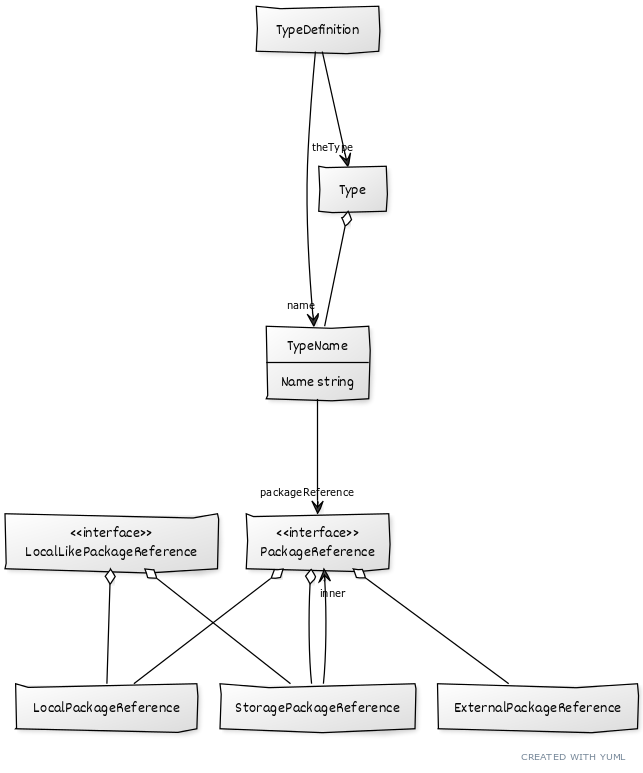 TypeDefinition
theType
Type
name
TypeName
Name string
packageReference
<<interface>>
LocalLikePackageReference
<<interface>>
PackageReference
inner
LocalPackageReference
StoragePackageReference
ExternalPackageReference
CREATED WITH YUML